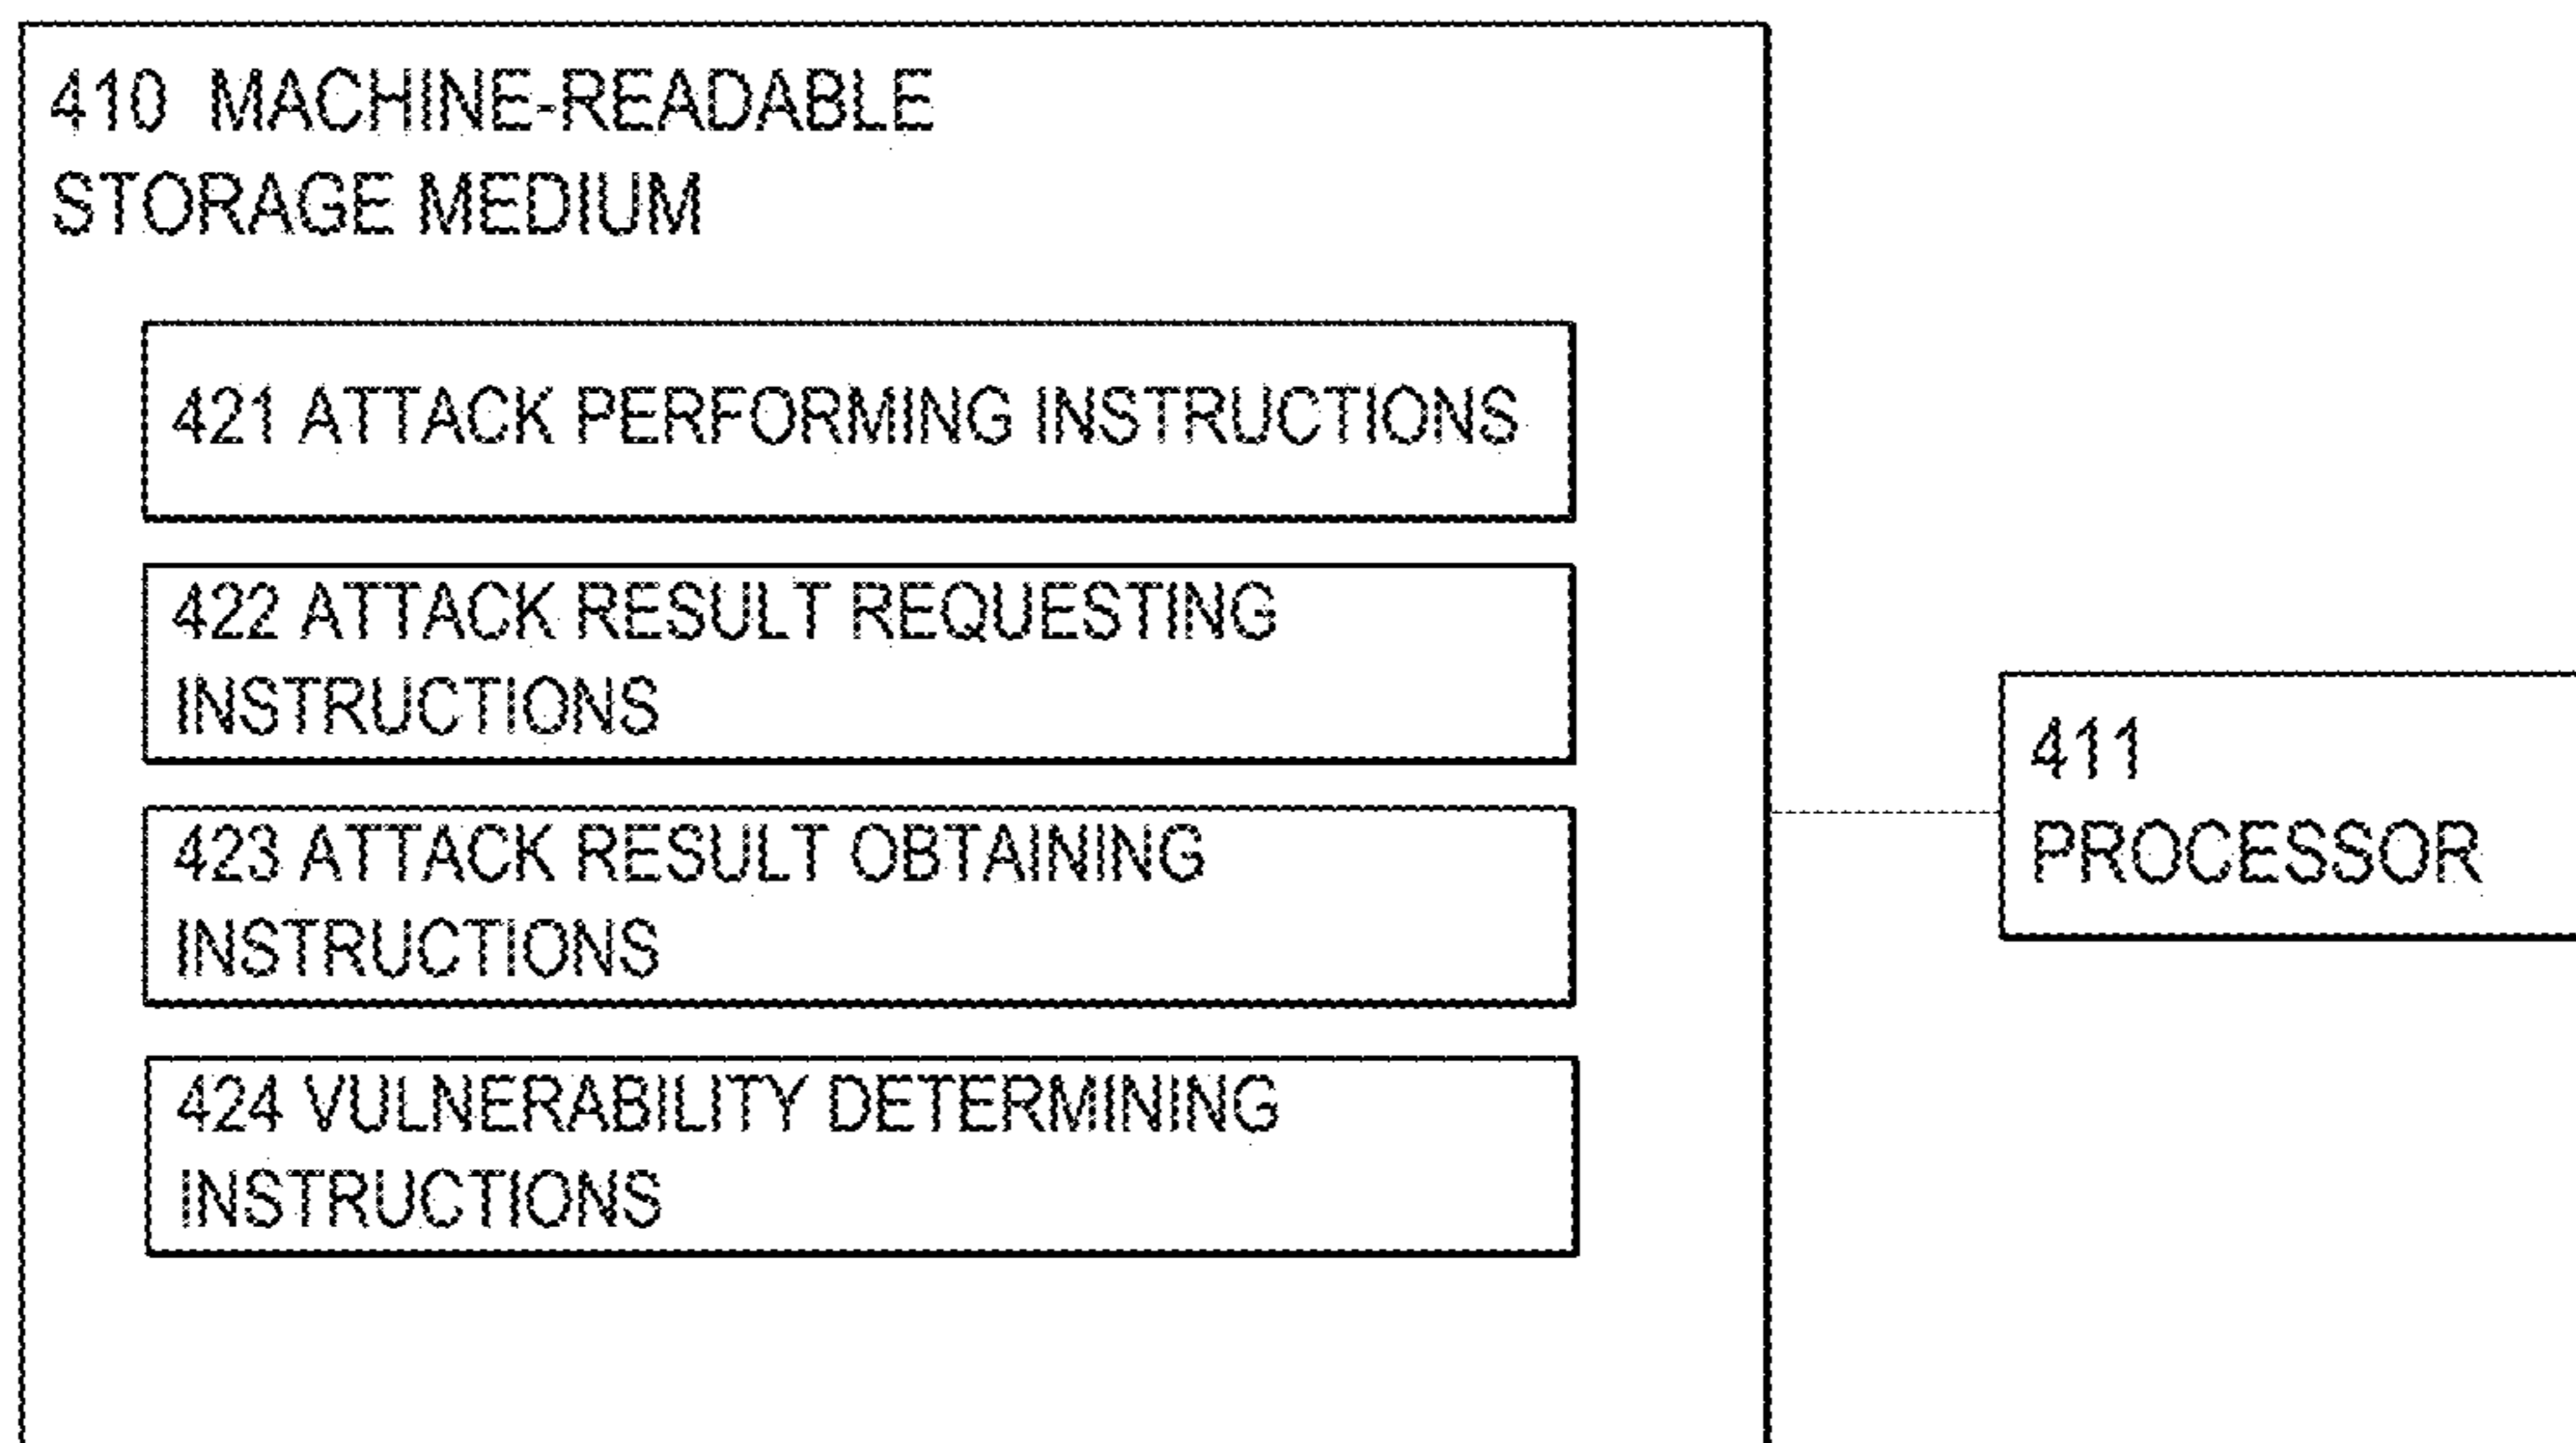 410 MACHINE-READABLE
STORAGE MEDIUM
421 ATTACK PERFORMING INSTRUCTIONS
422 ATTACK RESULT REQUESTING
INSTRUCTIONS
423 ATTACK RESULT OBTAINING
INSTRUCTIONS
424 VULNERABILITY DETERMINING
INSTRUCTIONS
411
PROCESSOR